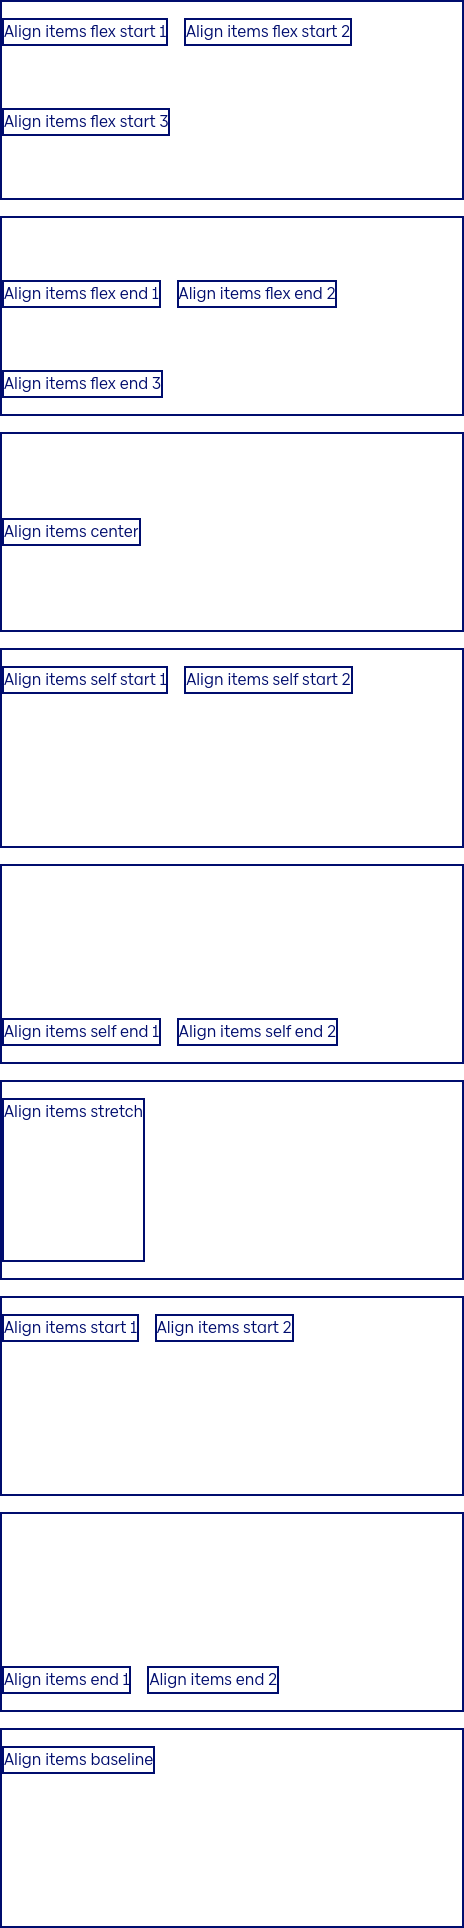 Align items flex start 1 Align items flex start 2
Align items flex start 3
Align items flex end 1 Align items flex end 2
Align items flex end 3
Align items center
Align items self start 1 Align items self start 2
Align items self end 1 Align items self end 2
Align items stretch
Align items start 1 Align items start 2
Align items end 1 Align items end 2
Align items baseline